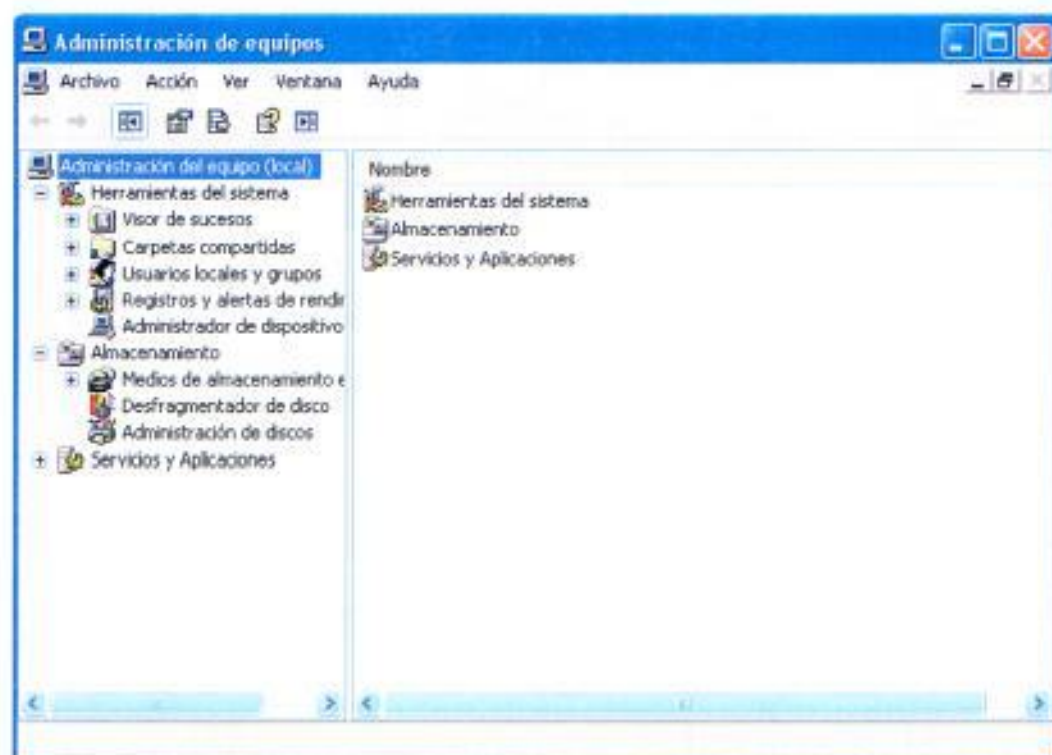 Administración de equipos
Archivo Acción Ver Ventana Ayuda
Administración del equipo (local)
Herramientas del sistema
Visor de sucesos
Carpetas compartidas
Usuarios locales y grupos
Registros y alertas de rendir
Administrador de dispositivo
Almacenamiento
Medios de almacenamiento e
Desfragmentador de disco
Administración de discos
Servicios y Aplicaciones
Nombre
Herramientas del sistema
Almacenamiento
Servicios y Aplicaciones